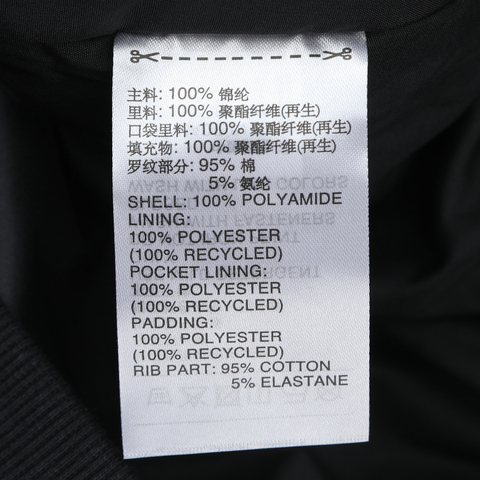 主料: 100% 锦纶
里料: 100% 聚酯纤维(再生)
口袋里料: 100% 聚酯纤维(再生)
填充物: 100% 聚酯纤维(再生)
罗纹部分: 95% 棉
5% 氨纶
SHELL: 100% POLYAMIDE
LINING:
100% POLYESTER
(100% RECYCLED)
POCKET LINING:
100% POLYESTER
(100% RECYCLED)
PADDING:
100% POLYESTER
(100% RECYCLED)
RIB PART: 95% COTTON
5% ELASTANE